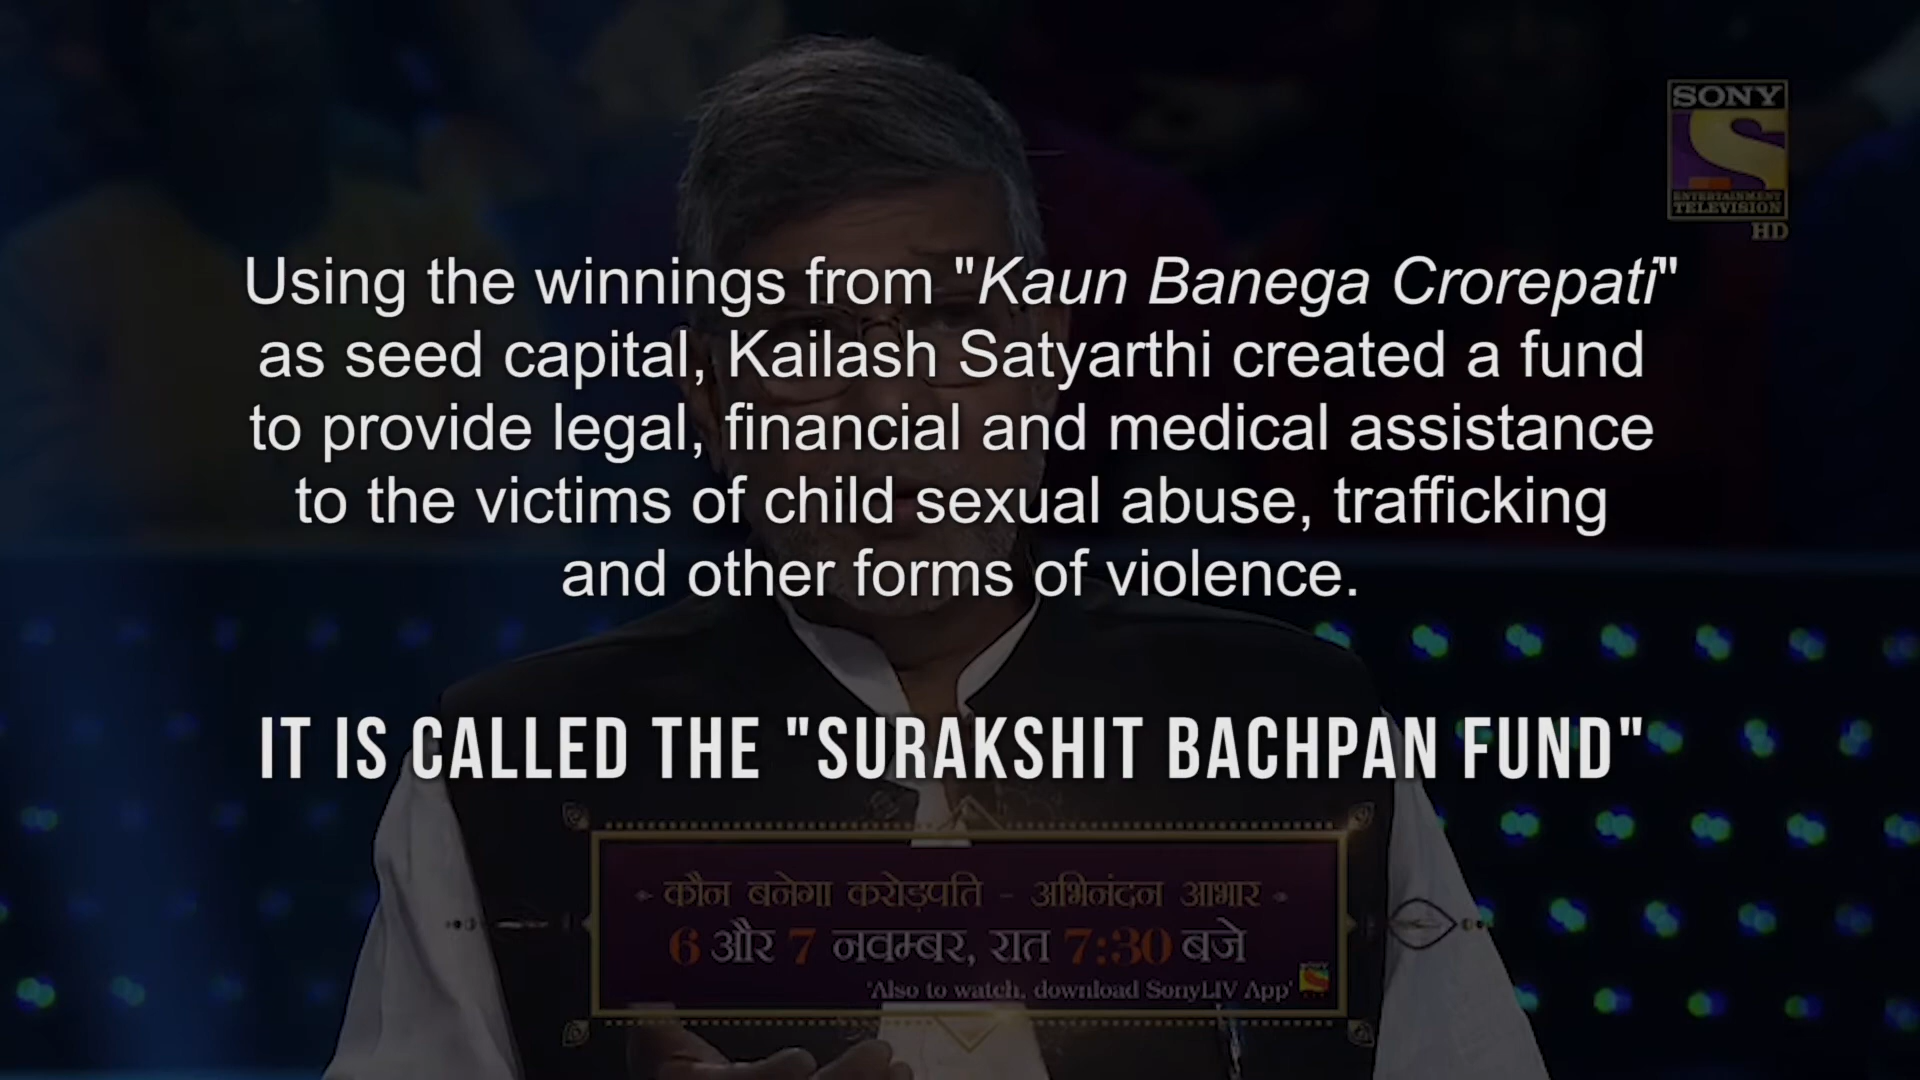 SONY
ENTERTAINMENT
TELEVISION
HD
Using the winnings from "Kaun Banega Crorepati"
as seed capital, Kailash Satyarthi created a fund
to provide legal, financial and medical assistance
to the victims of child sexual abuse, trafficking
and other forms of violence.
IT IS CALLED THE "SURAKSHIT BACHPAN FUND"
कौन बनेगा करोड़पति - अभिनंदन आभार
6 और 7 नवम्बर, रात 7:30 बजे
'Also to watch, download SonyLIV App'